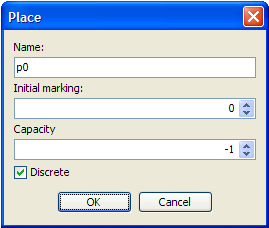 Place
Name:
p0
Initial marking:
0
Capacity
-1
Discrete
OK Cancel